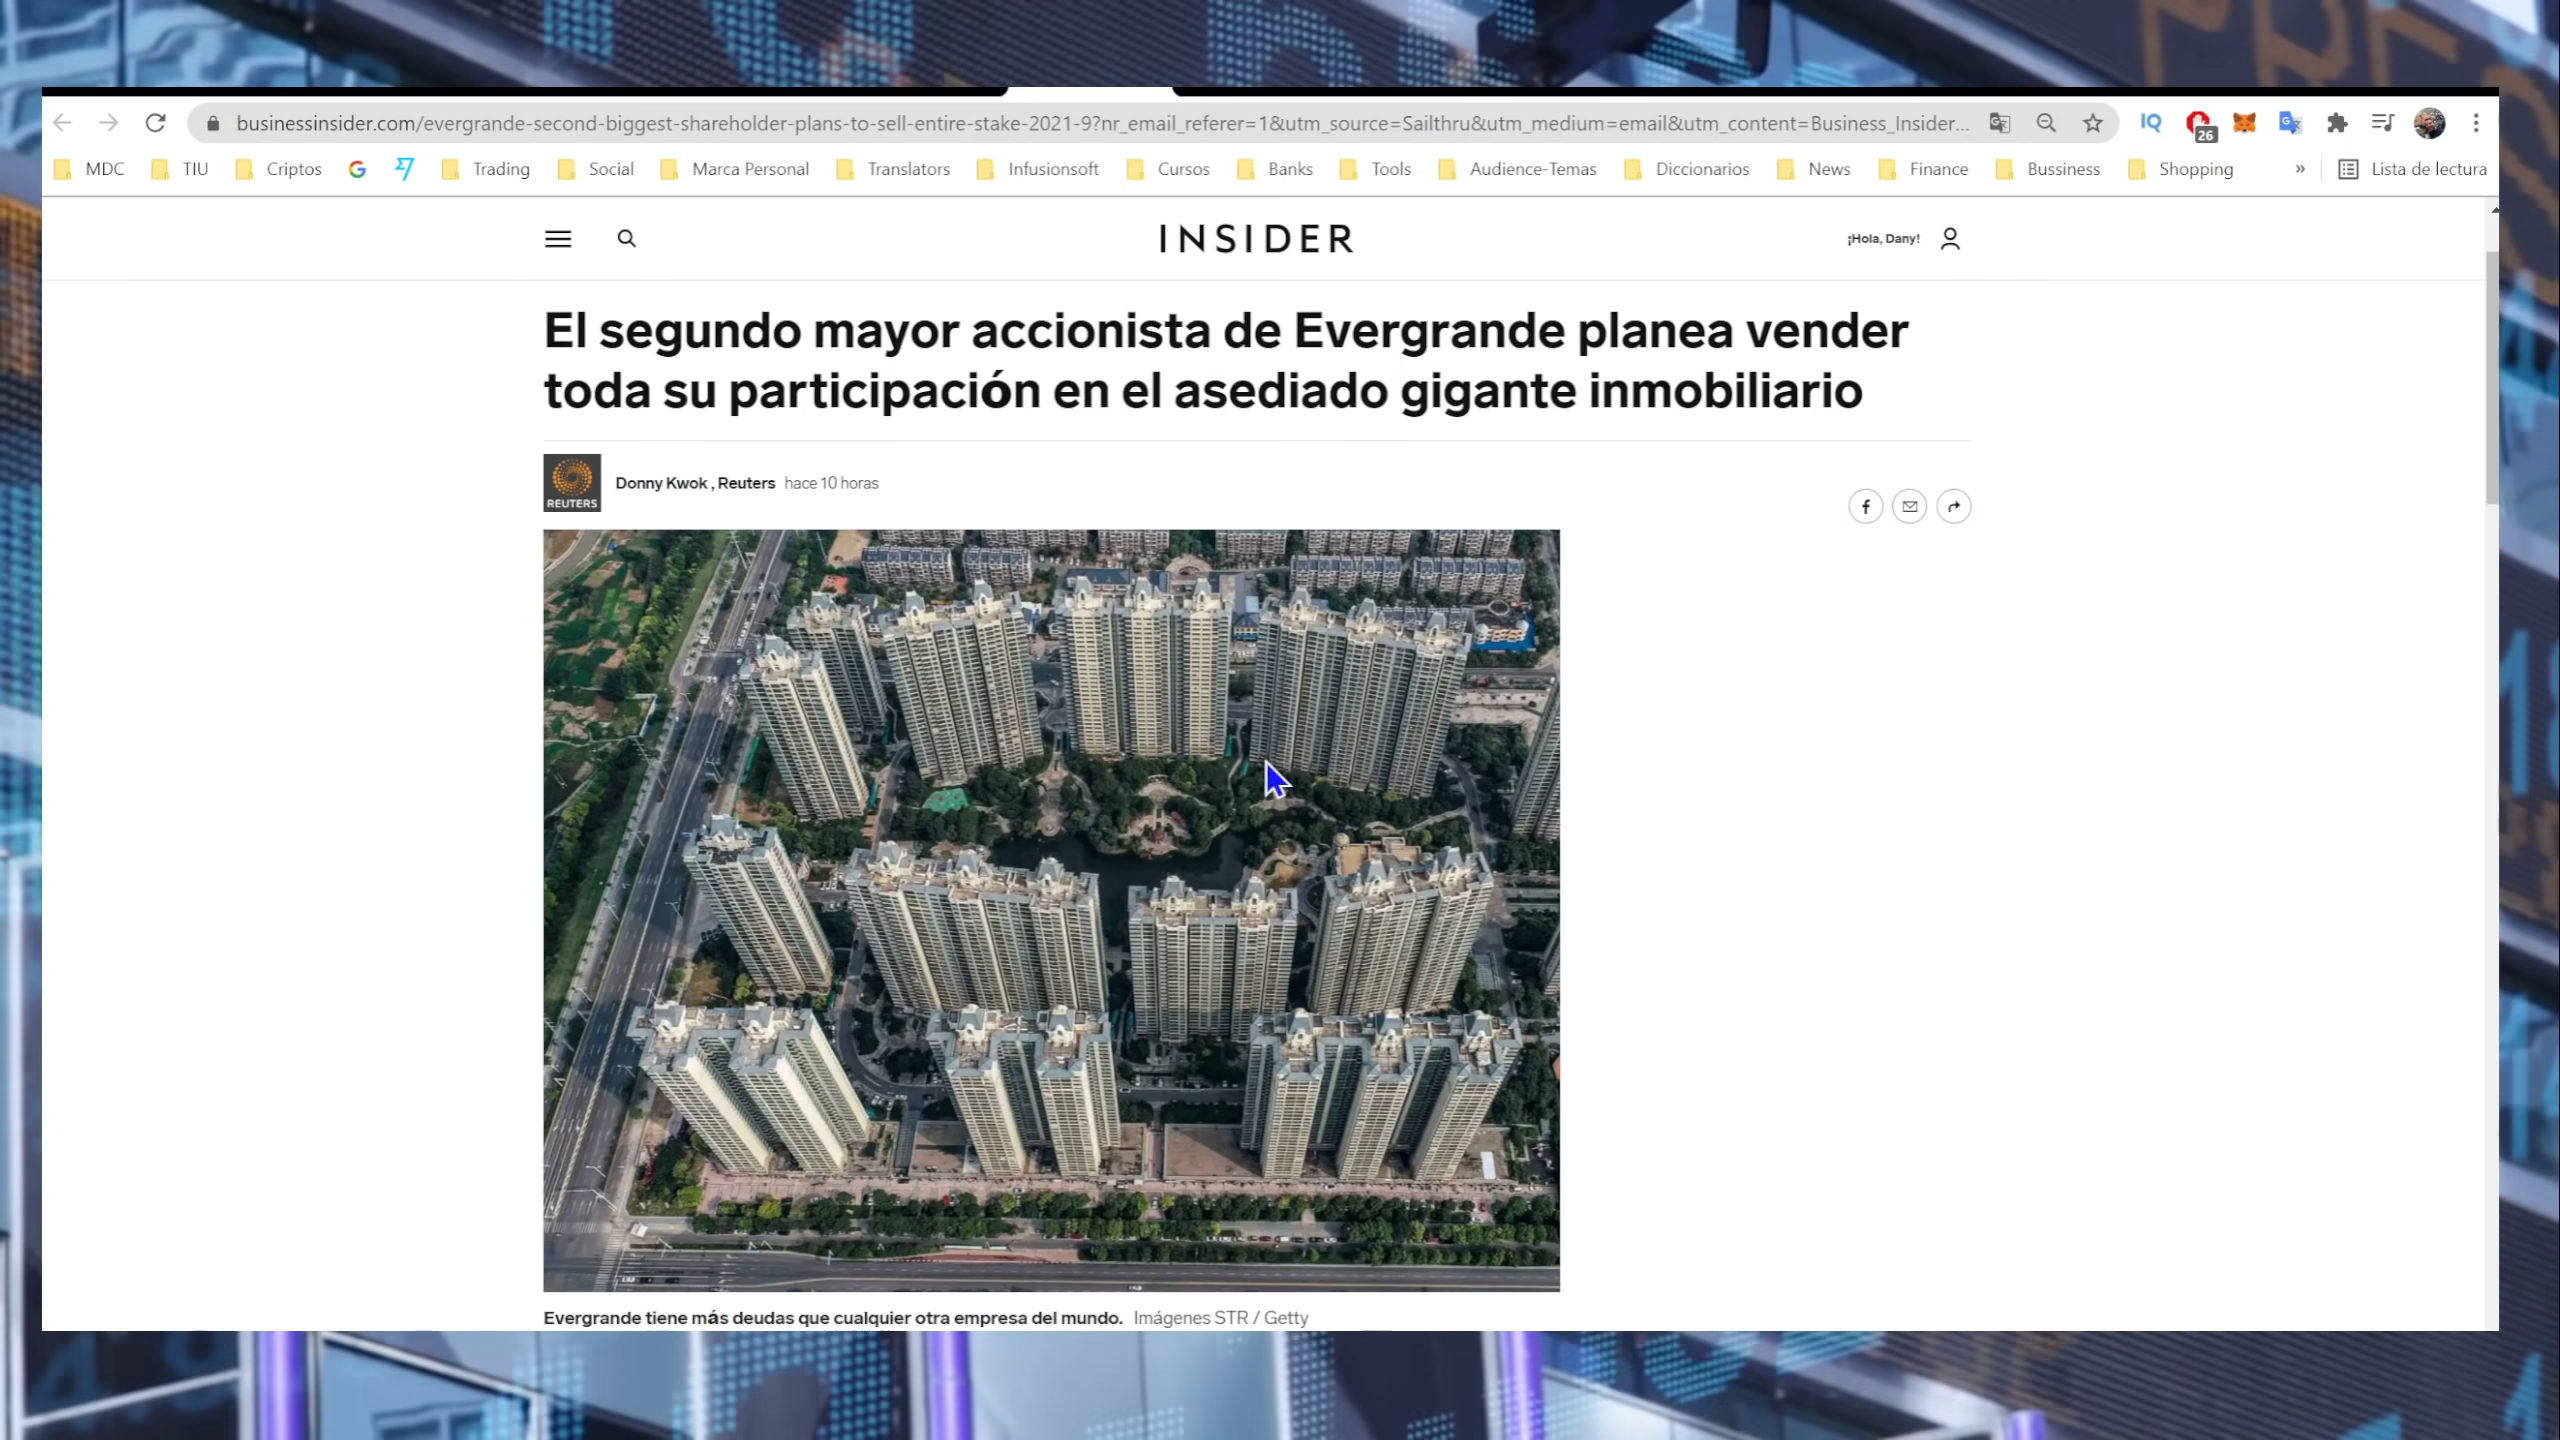 businessinsider.com/evergrande-second-biggest-shareholder-plans-to-sell-entire-stake-2021-9?nr_email_referer=1&utm_source=Sailthru&utm_medium=email&utm_content=Business_Insider...
IQ
26
MDC TIU Criptos Trading Social Marca Personal Translators Infusionsoft Cursos Banks Tools Audience-Temas Diccionarios News Finance Bussiness Shopping » Lista de lectura
INSIDER
¡Hola, Dany!
El segundo mayor accionista de Evergrande planea vender
toda su participación en el asediado gigante inmobiliario
REUTERS
Donny Kwok , Reuters hace 10 horas
Evergrande tiene más deudas que cualquier otra empresa del mundo. Imágenes STR / Getty